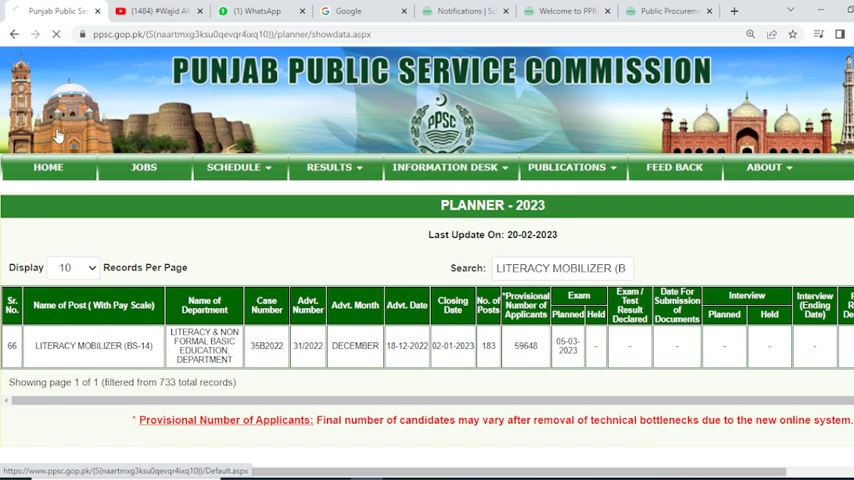 Punjab Public Se
(1484) #Wajid Al
(1) WhatsApp
Google
Notifications | Sc
Welcome to PPRA
Public Procureme
ppsc.gop.pk/(S(naartmxg3ksu0qevqr4ixq10))/planner/showdata.aspx
PUNJAB PUBLIC SERVICE COMMISSION
PPSC
HOME JOBS SCHEDULE RESULTS INFORMATION DESK PUBLICATIONS FEED BACK ABOUT
PLANNER - 2023
Last Update On: 20-02-2023
Display 10 Records Per Page Search: LITERACY MOBILIZER (B
Sr. No. Name of Post ( With Pay Scale) Name of Department Case Number Advt. Number Advt. Month Advt. Date Closing Date No. of Posts *Provisional Number of Applicants Exam Planned Held Exam / Test Result Declared Date For Submission of Documents Interview Planned Held Interview (Ending Date)
66 LITERACY MOBILIZER (BS-14) LITERACY & NON FORMAL BASIC EDUCATION, DEPARTMENT 35B2022 31/2022 DECEMBER 18-12-2022 02-01-2023 183 59648 05-03-2023 - - - - - -
Showing page 1 of 1 (filtered from 733 total records)
* Provisional Number of Applicants: Final number of candidates may vary after removal of technical bottlenecks due to the new online system.
https://www.ppsc.gop.pk/(S(naartmxg3ksu0qevqr4ixq10))/Default.aspx